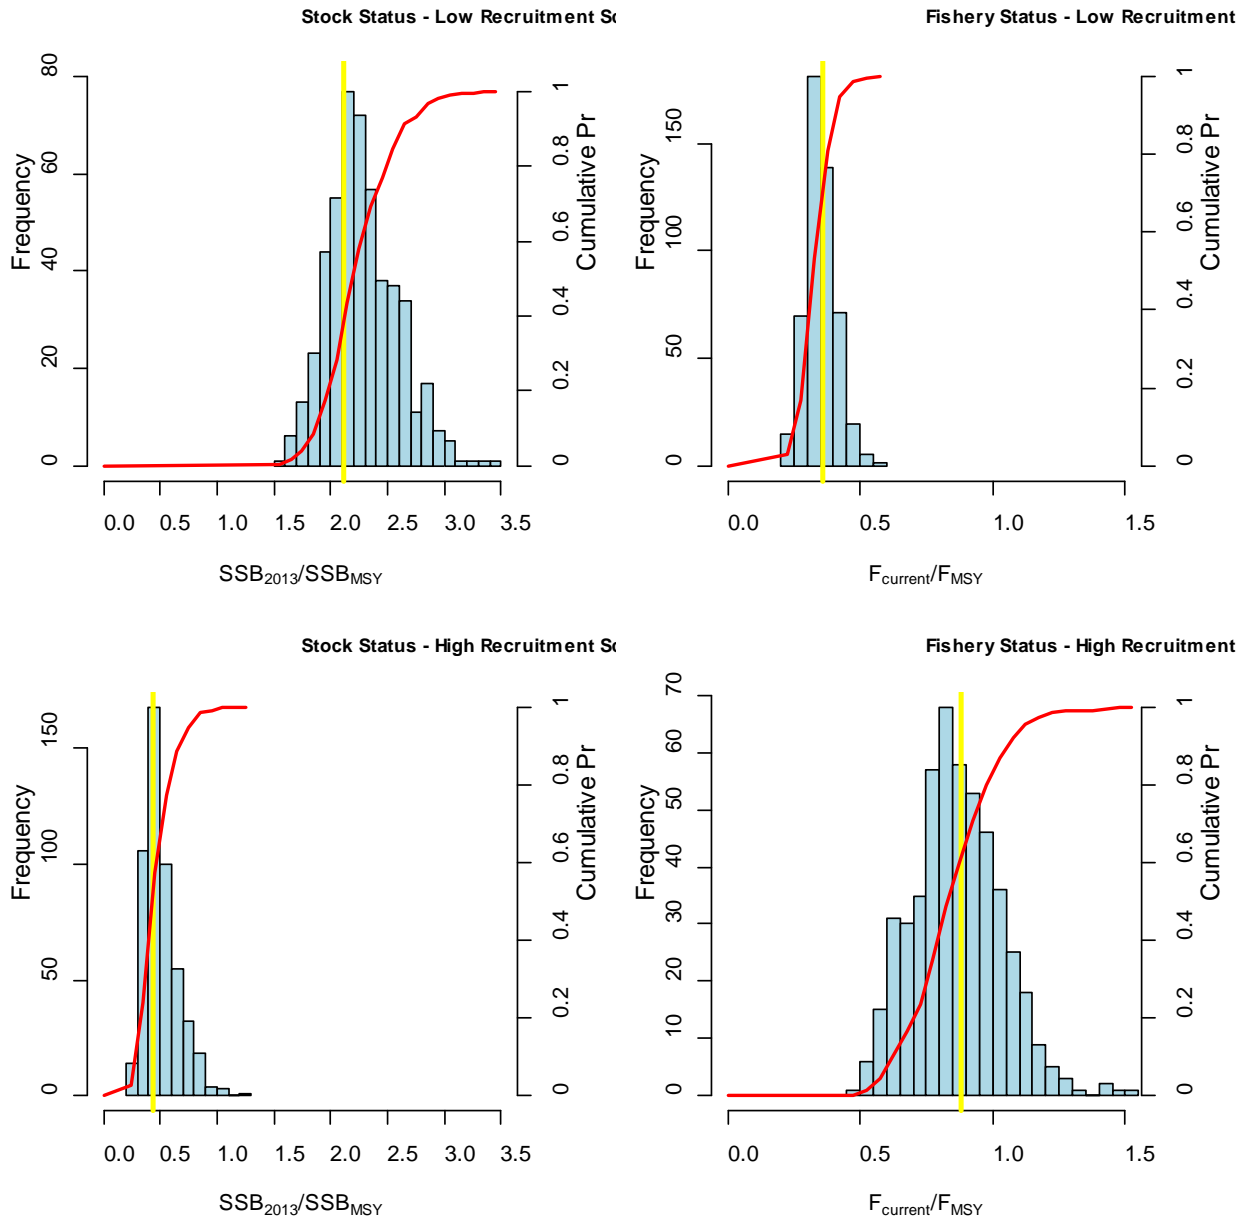 Stock Status - Low Recruitment Sc
Frequency
0 20 40 60 80
Cumulative Pr
0 0.2 0.4 0.6 0.8 1
0.0 0.5 1.0 1.5 2.0 2.5 3.0 3.5
SSB2013/SSBMSY
Fishery Status - Low Recruitment
Frequency
0 50 100 150
Cumulative Pr
0 0.2 0.4 0.6 0.8 1
0.0 0.5 1.0 1.5
Fcurrent/FMSY
Stock Status - High Recruitment Sc
Frequency
0 50 100 150
Cumulative Pr
0 0.2 0.4 0.6 0.8 1
0.0 0.5 1.0 1.5 2.0 2.5 3.0 3.5
SSB2013/SSBMSY
Fishery Status - High Recruitment
Frequency
0 10 20 30 40 50 60 70
Cumulative Pr
0 0.2 0.4 0.6 0.8 1
0.0 0.5 1.0 1.5
Fcurrent/FMSY